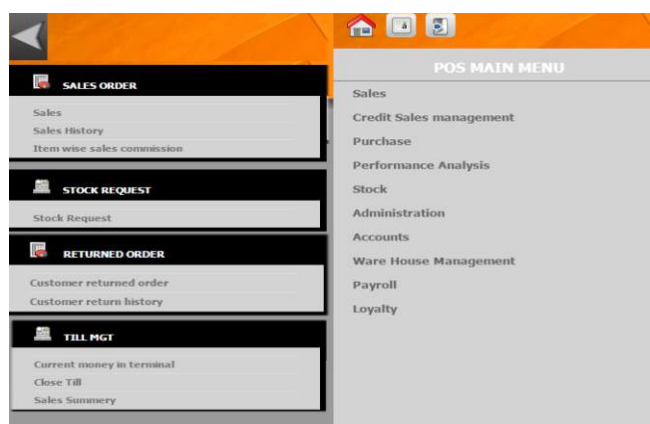 SALES ORDER
Sales
Sales History
Item wise sales commission
STOCK REQUEST
Stock Request
RETURNED ORDER
Customer returned order
Customer return history
TILL MGT
Current money in terminal
Close Till
Sales Summery
POS MAIN MENU
Sales
Credit Sales management
Purchase
Performance Analysis
Stock
Administration
Accounts
Ware House Management
Payroll
Loyalty